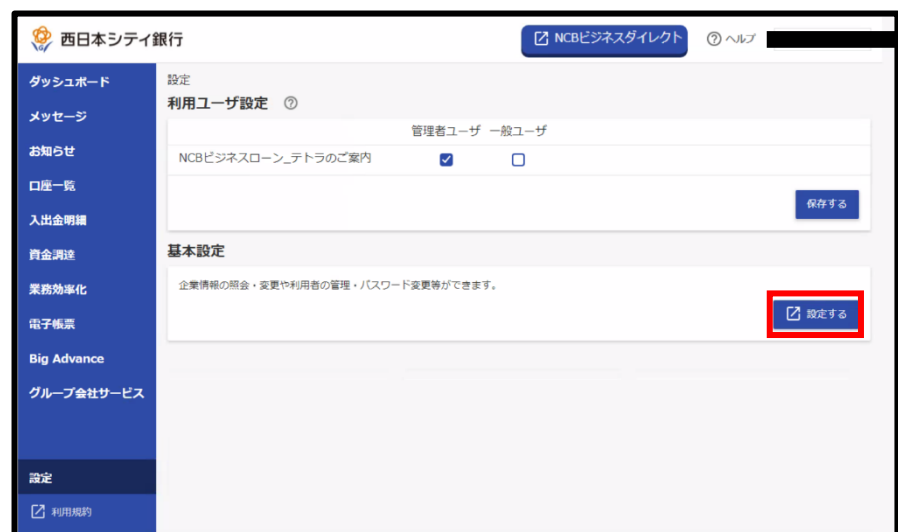 西日本シティ銀行
NCBビジネスダイレクト
ヘルプ
ダッシュボード
メッセージ
お知らせ
口座一覧
入出金明細
資金調達
業務効率化
電子帳票
Big Advance
グループ会社サービス
設定
利用規約
設定
利用ユーザ設定
管理者ユーザ 一般ユーザ
NCBビジネスローン_テトラのご案内
保存する
基本設定
企業情報の照会・変更や利用者の管理・パスワード変更等ができます。
設定する